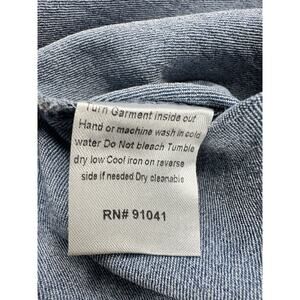 Turn Garment inside out
Hand or machine wash in cold
water Do Not bleach Tumble
dry low Cool iron on reverse
side if needed Dry cleanable
RN# 91041